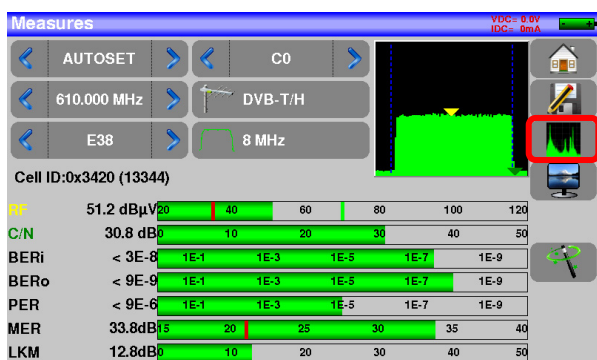 Measures
VDC= 0.0V
IDC= 0mA
AUTOSET C0
610.000 MHz DVB-T/H
E38 8 MHz
Cell ID:0x3420 (13344)
RF 51.2 dBµV 20 40 60 80 100 120
C/N 30.8 dB 0 10 20 30 40 50
BERi < 3E-8 1E-1 1E-3 1E-5 1E-7 1E-9
BERo < 9E-9 1E-1 1E-3 1E-5 1E-7 1E-9
PER < 9E-6 1E-1 1E-3 1E-5 1E-7 1E-9
MER 33.8dB 15 20 25 30 35 40
LKM 12.8dB 0 10 20 30 40 50